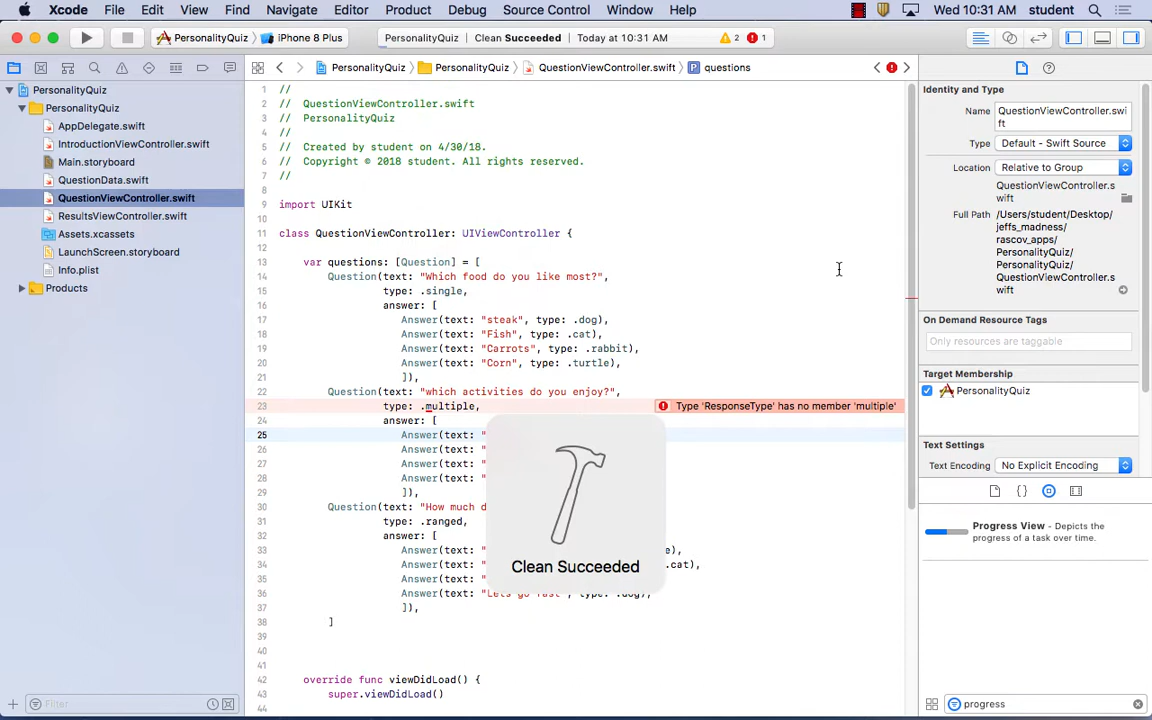 Xcode File Edit View Find Navigate Editor Product Debug Source Control Window Help Wed 10:31 AM student
PersonalityQuiz iPhone 8 Plus PersonalityQuiz Clean Succeeded Today at 10:31 AM 2 1
PersonalityQuiz PersonalityQuiz QuestionViewController.swift questions
PersonalityQuiz
PersonalityQuiz
AppDelegate.swift
IntroductionViewController.swift
Main.storyboard
QuestionData.swift
QuestionViewController.swift
ResultsViewController.swift
Assets.xcassets
LaunchScreen.storyboard
Info.plist
Products
Filter
1 //
2 // QuestionViewController.swift
3 // PersonalityQuiz
4 //
5 // Created by student on 4/30/18.
6 // Copyright © 2018 student. All rights reserved.
7 //
8
9 import UIKit
10
11 class QuestionViewController: UIViewController {
12
13 var questions: [Question] = [
14 Question(text: "Which food do you like most?",
15 type: .single,
16 answer: [
17 Answer(text: "steak", type: .dog),
18 Answer(text: "Fish", type: .cat),
19 Answer(text: "Carrots", type: .rabbit),
20 Answer(text: "Corn", type: .turtle),
21 ]),
22 Question(text: "which activities do you enjoy?",
23 type: .multiple, Type 'ResponseType' has no member 'multiple'
24 answer: [
25 Answer(text: "
26 Answer(text: "
27 Answer(text: "
28 Answer(text: "
29 ]),
30 Question(text: "How much d
31 type: .ranged,
32 answer: [
33 Answer(text: " e),
34 Answer(text: " .cat),
35 Answer(text: "
36 Answer(text: "Lets go fast", type: .dog),
37 ]),
38 ]
39
40
41
42 override func viewDidLoad() {
43 super.viewDidLoad()
44
Clean Succeeded
Identity and Type
Name QuestionViewController.swi
ft
Type Default - Swift Source
Location Relative to Group
QuestionViewController.s
wift
Full Path /Users/student/Desktop/
jeffs_madness/
rascov_apps/
PersonalityQuiz/
PersonalityQuiz/
QuestionViewController.s
wift
On Demand Resource Tags
Only resources are taggable
Target Membership
PersonalityQuiz
Text Settings
Text Encoding No Explicit Encoding
Progress View - Depicts the
progress of a task over time.
progress